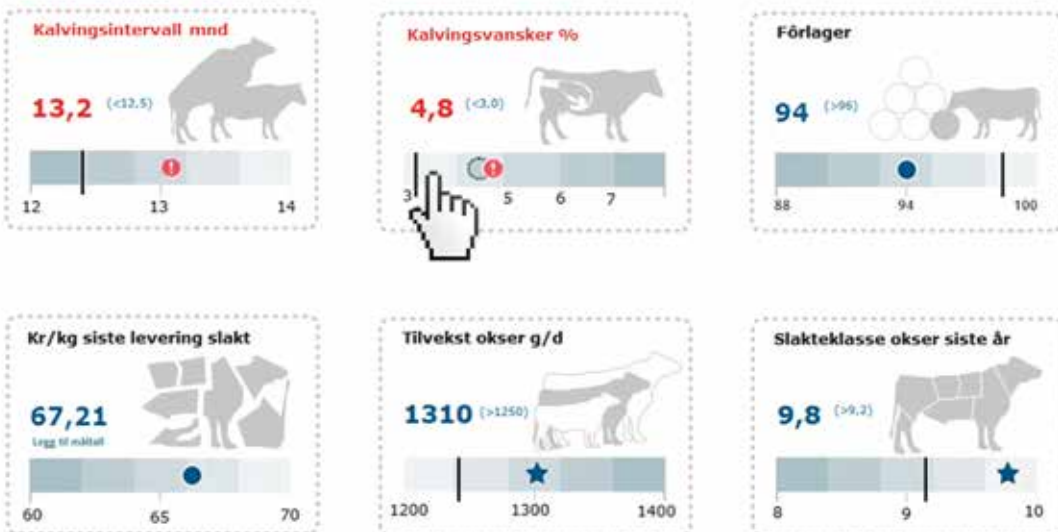 Kalvingsintervall mnd
13,2 (<12,5)
12 13 14
Kalvingsvansker %
4,8 (<3,0)
3 5 6 7
Fôrlager
94 (>96)
88 94 100
Kr/kg siste levering slakt
67,21
Legg til måltall
60 65 70
Tilvekst okser g/d
1310 (>1250)
1200 1300 1400
Slakteklasse okser siste år
9,8 (>9,2)
8 9 10